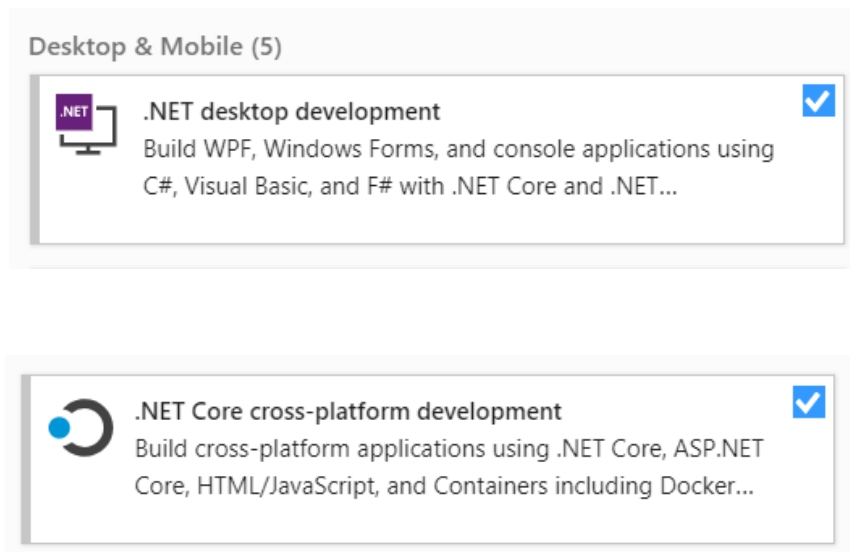 Desktop & Mobile (5)
.NET
.NET desktop development
Build WPF, Windows Forms, and console applications using
C#, Visual Basic, and F# with .NET Core and .NET...
.NET Core cross-platform development
Build cross-platform applications using .NET Core, ASP.NET
Core, HTML/JavaScript, and Containers including Docker...